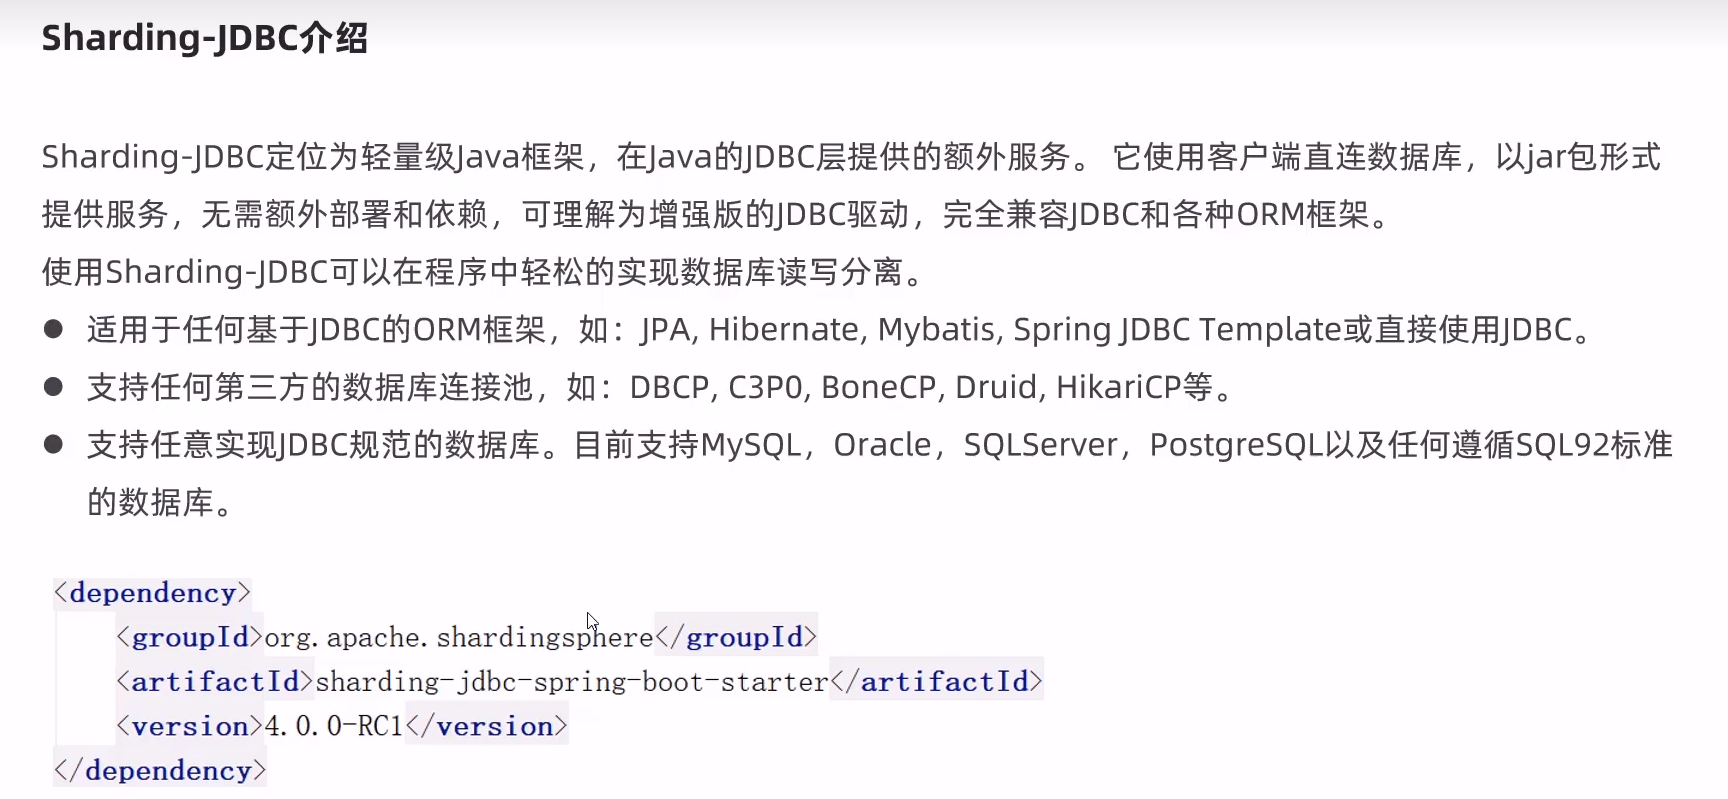 Sharding-JDBC介绍
Sharding-JDBC定位为轻量级Java框架，在Java的JDBC层提供的额外服务。 它使用客户端直连数据库，以jar包形式
提供服务，无需额外部署和依赖，可理解为增强版的JDBC驱动，完全兼容JDBC和各种ORM框架。
使用Sharding-JDBC可以在程序中轻松的实现数据库读写分离。
● 适用于任何基于JDBC的ORM框架，如：JPA, Hibernate, Mybatis, Spring JDBC Template或直接使用JDBC。
● 支持任何第三方的数据库连接池，如：DBCP, C3P0, BoneCP, Druid, HikariCP等。
● 支持任意实现JDBC规范的数据库。目前支持MySQL，Oracle，SQLServer，PostgreSQL以及任何遵循SQL92标准
的数据库。
<dependency>
    <groupId>org.apache.shardingsphere</groupId>
    <artifactId>sharding-jdbc-spring-boot-starter</artifactId>
    <version>4.0.0-RC1</version>
</dependency>